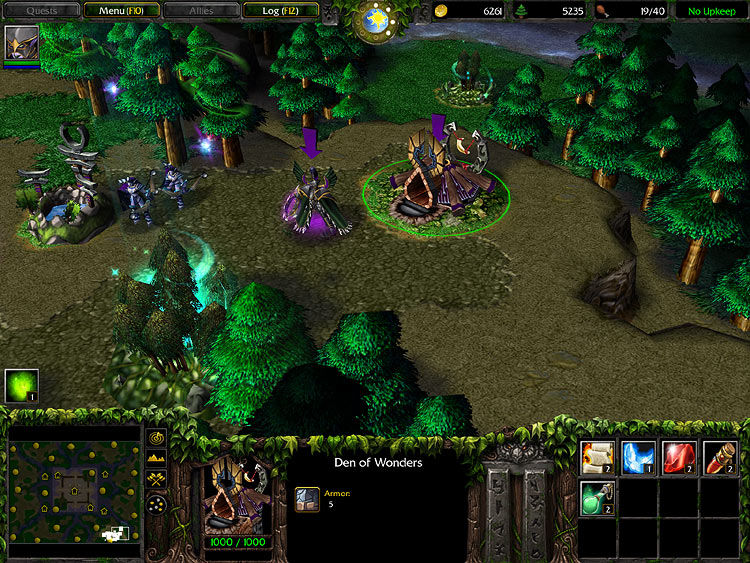 Quests Menu (F10) Allies Log (F12) 6261 5235 19/40 No Upkeep
1
Den of Wonders
Armor:
5
1000 / 1000
2 1 2 2
2